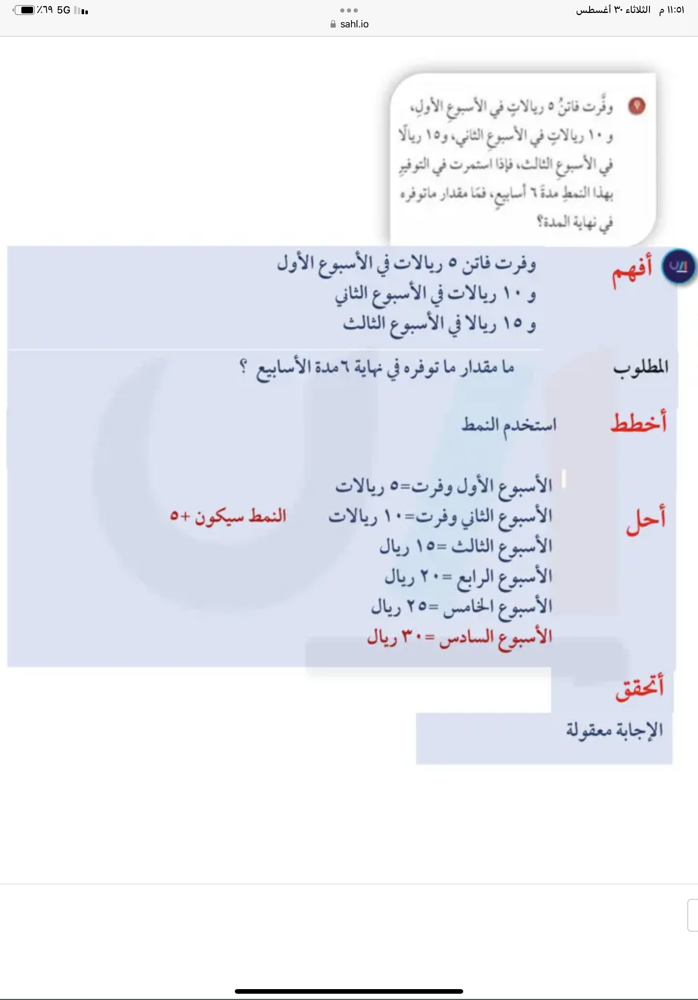 ١١:٥١ م الثلاثاء ٣٠ أغسطس
٪٦٩ 5G
sahl.io
٩ وفَّرت فاتنُ ٥ ريالاتٍ في الأسبوعِ الأولِ،
و ١٠ ريالاتٍ في الأسبوعِ الثاني، و١٥ ريالًا
في الأسبوعِ الثالث، فإذا استمرت في التوفيرِ
بهذا النمطِ مدةَ ٦ أسابيعٍ، فمَا مقدار ماتوفره
في نهاية المدة؟
أفهم
وفرت فاتن ٥ ريالات في الأسبوع الأول
و ١٠ ريالات في الأسبوع الثاني
و ١٥ ريالا في الأسبوع الثالث
المطلوب ما مقدار ما توفره في نهاية ٦مدة الأسابيع ؟
أخطط استخدم النمط
الأسبوع الأول وفرت=٥ ريالات
أحل
الأسبوع الثاني وفرت=١٠ ريالات النمط سيكون +٥
الأسبوع الثالث =١٥ ريال
الأسبوع الرابع =٢٠ ريال
الأسبوع الخامس =٢٥ ريال
الأسبوع السادس =٣٠ ريال
أتحقق
الإجابة معقولة